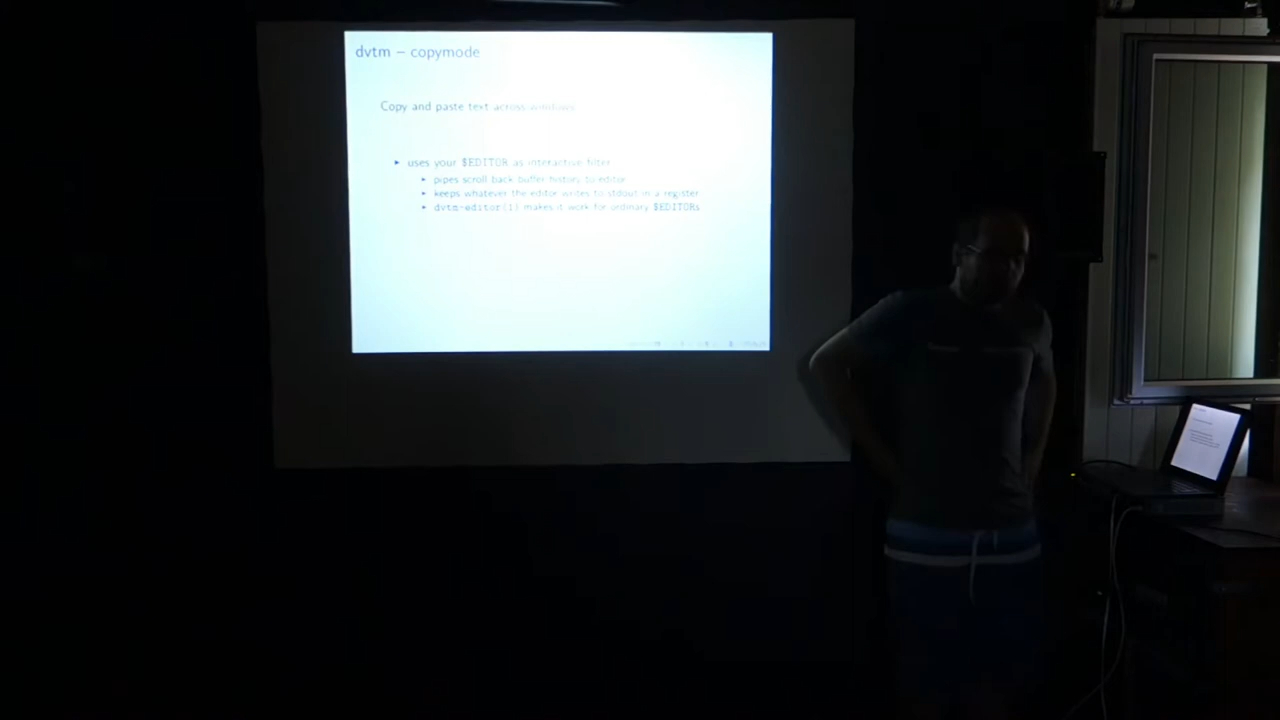 dvtm – copymode
Copy and paste text across windows
▸ uses your $EDITOR as interactive filter
▸ pipes scroll back buffer history to editor
▸ keeps whatever the editor writes to stdout in a register
▸ dvtm-editor(1) makes it work for ordinary $EDITORs